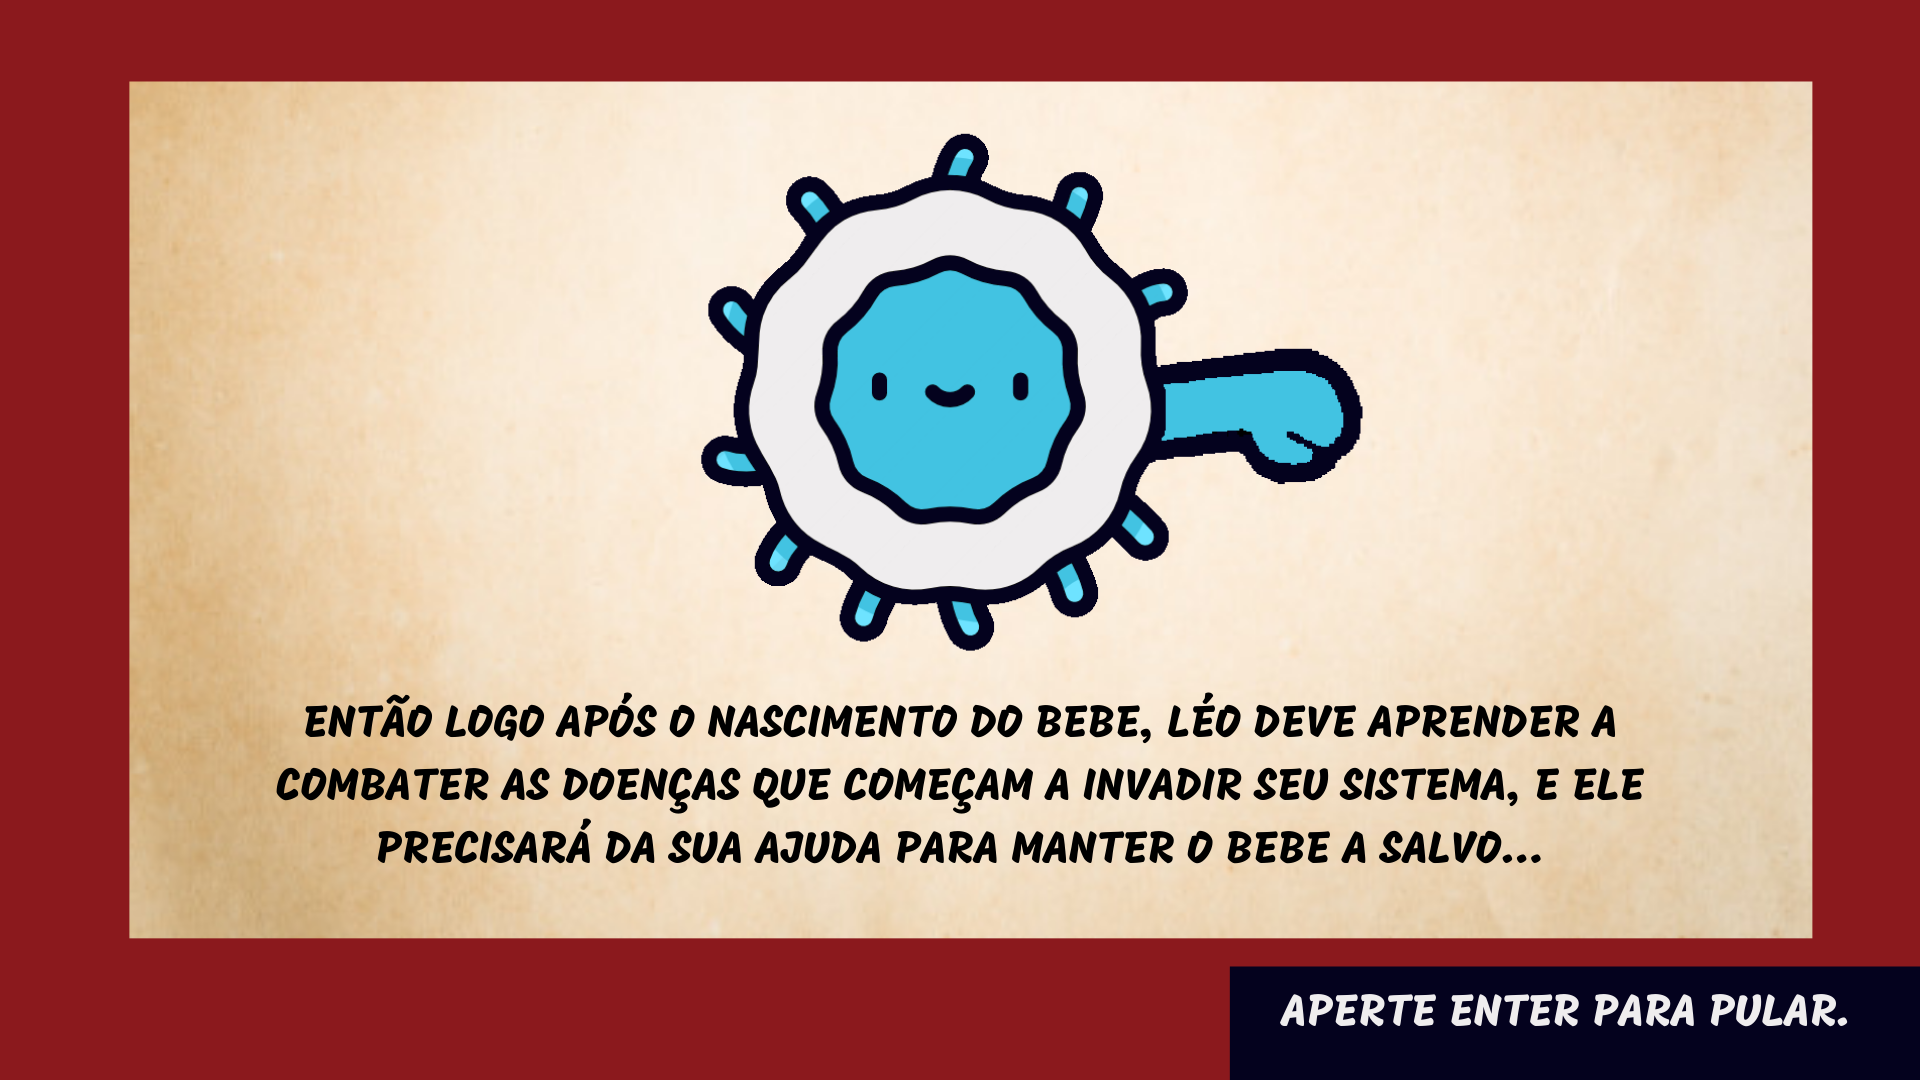 ENTÃO LOGO APÓS O NASCIMENTO DO BEBE, LÉO DEVE APRENDER A
COMBATER AS DOENÇAS QUE COMEÇAM A INVADIR SEU SISTEMA, E ELE
PRECISARÁ DA SUA AJUDA PARA MANTER O BEBE A SALVO...
APERTE ENTER PARA PULAR.